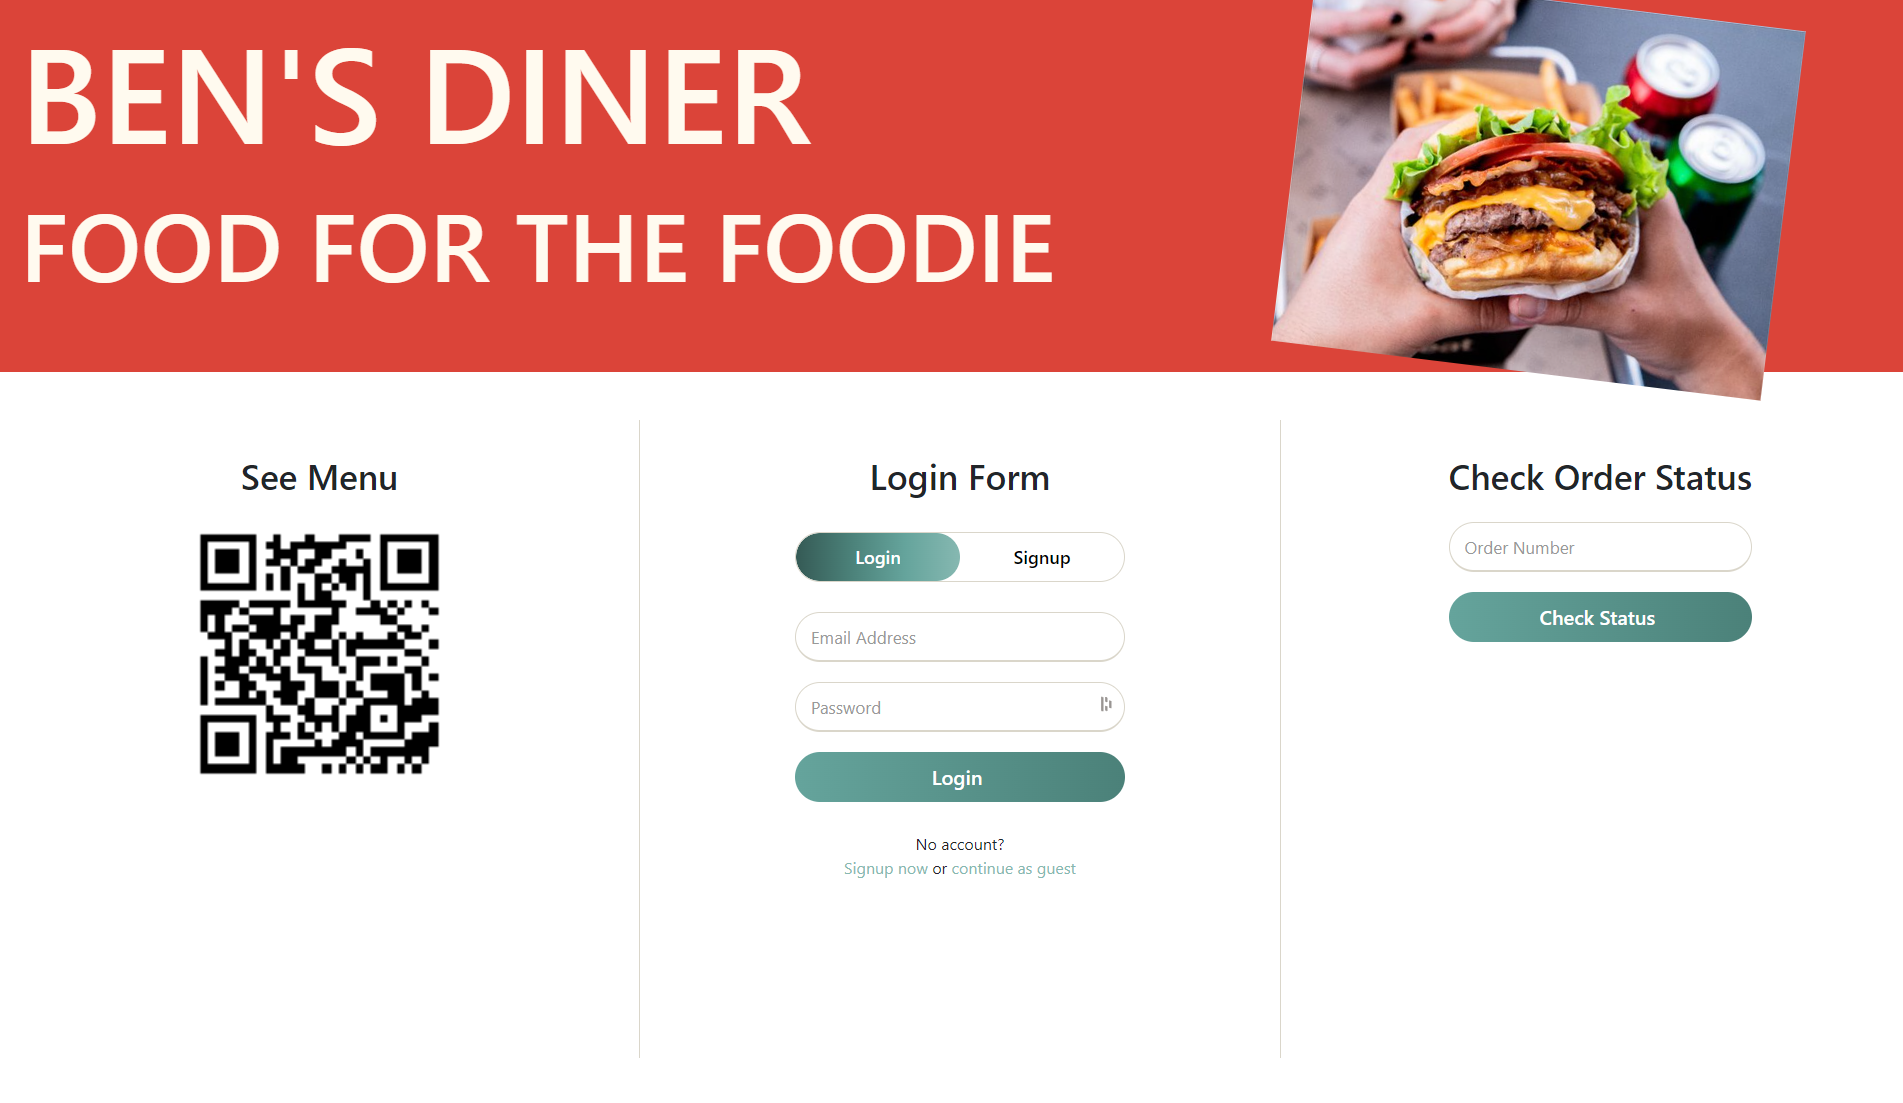 BEN'S DINER
FOOD FOR THE FOODIE
See Menu
Login Form
Login
Signup
Email Address
Password
Login
No account?
Signup now or continue as guest
Check Order Status
Order Number
Check Status